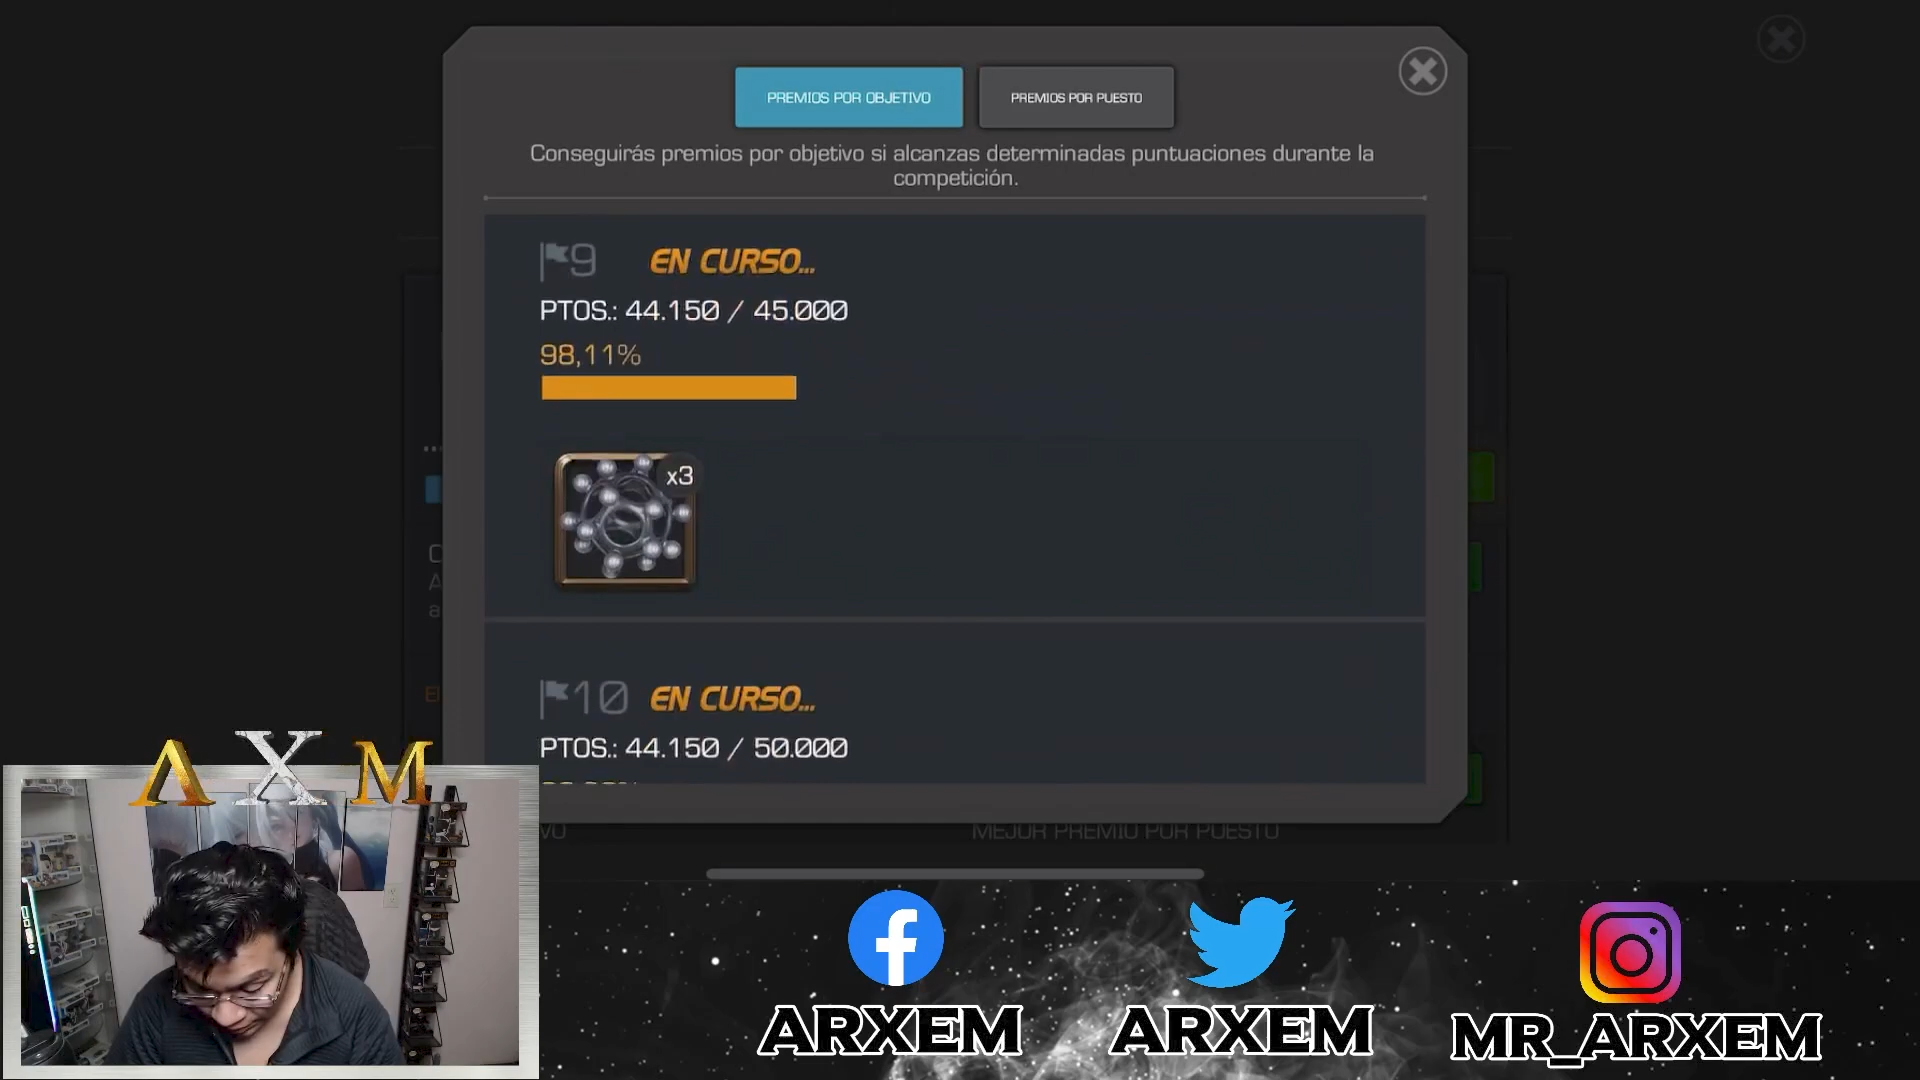 PREMIOS POR OBJETIVO
PREMIOS POR PUESTO
Conseguirás premios por objetivo si alcanzas determinadas puntuaciones durante la
competición.
9 EN CURSO...
PTOS.: 44.150 / 45.000
98,11%
x3
10 EN CURSO...
PTOS.: 44.150 / 50.000
MEJOR PREMIO POR PUESTO
AXM
ARXEM
ARXEM
MR_ARXEM